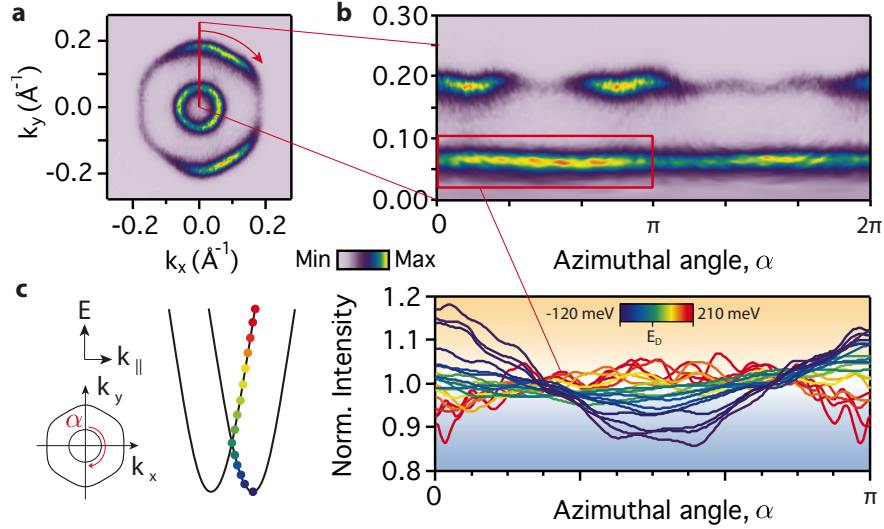 a
0.2
0.0
-0.2
k_y (Å⁻¹)
-0.2
0.0
0.2
k_x (Å⁻¹)
b
0.30
0.20
0.10
0.00
0
π
2π
Azimuthal angle, α
Min
Max
c
E
k_||
k_y
α
k_x
1.2
1.1
1.0
0.9
0.8
Norm. Intensity
-120 meV
E_D
210 meV
0
π
Azimuthal angle, α